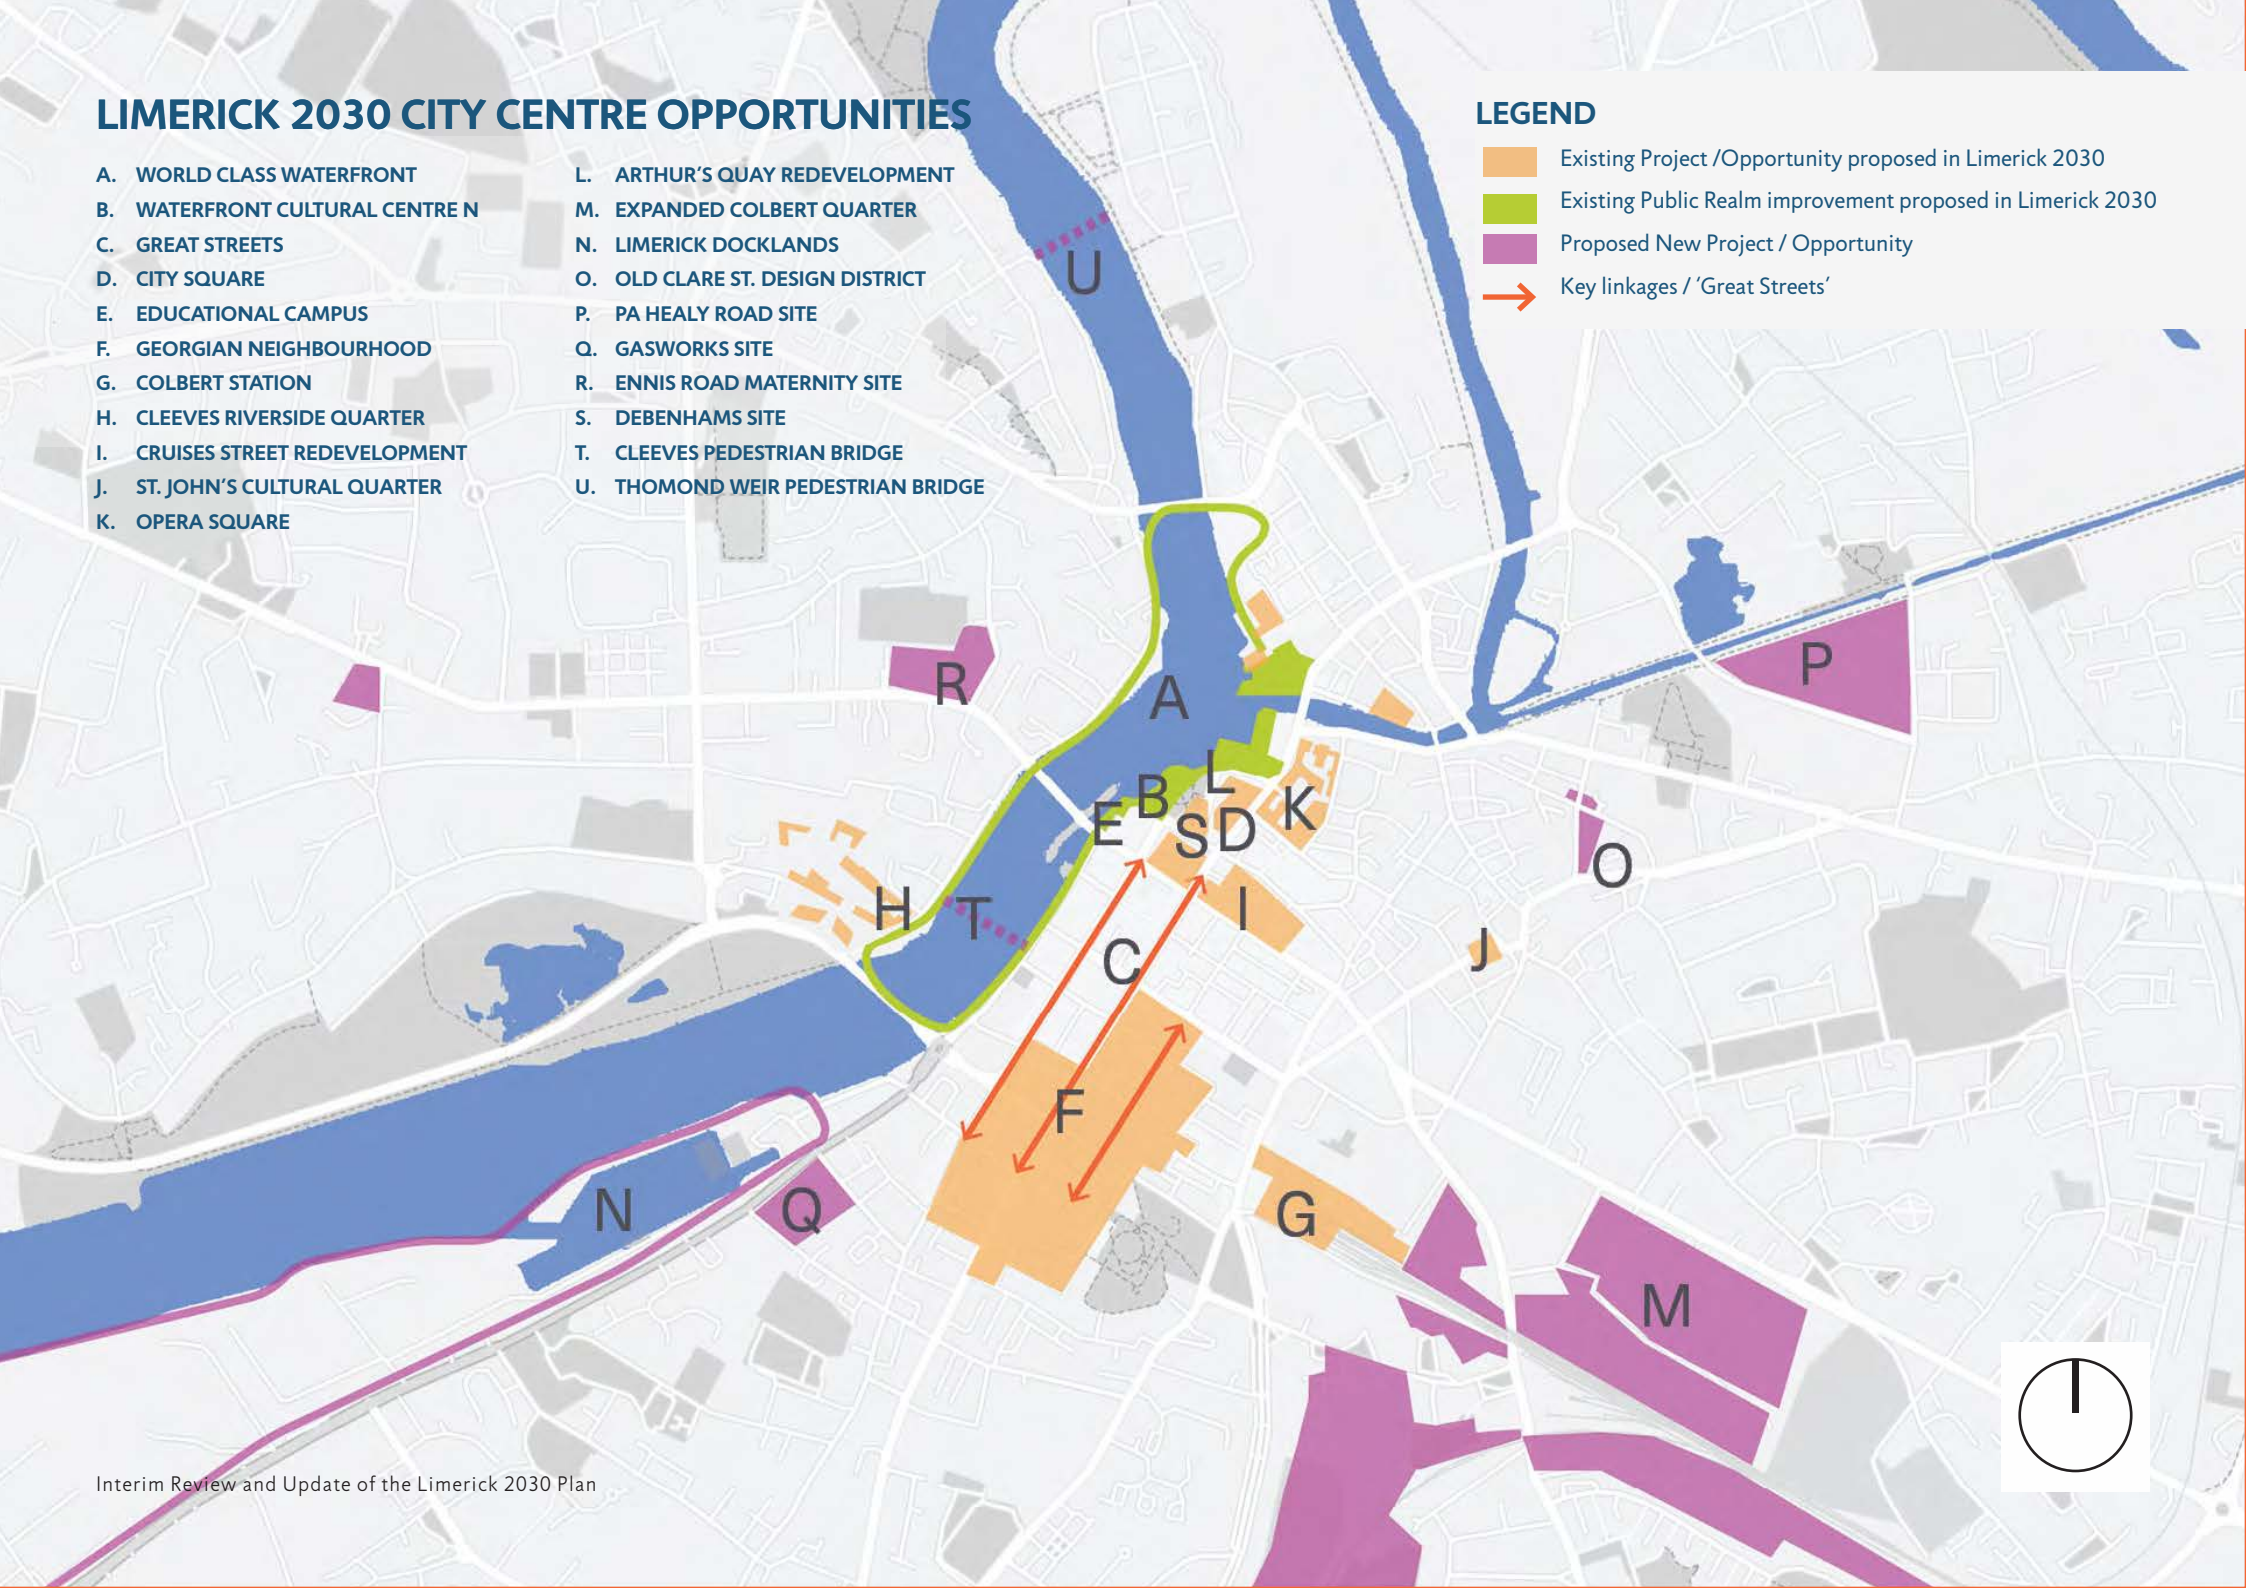 LIMERICK 2030 CITY CENTRE OPPORTUNITIES
A. WORLD CLASS WATERFRONT
B. WATERFRONT CULTURAL CENTRE N
C. GREAT STREETS
D. CITY SQUARE
E. EDUCATIONAL CAMPUS
F. GEORGIAN NEIGHBOURHOOD
G. COLBERT STATION
H. CLEEVES RIVERSIDE QUARTER
I. CRUISES STREET REDEVELOPMENT
J. ST. JOHN'S CULTURAL QUARTER
K. OPERA SQUARE
L. ARTHUR'S QUAY REDEVELOPMENT
M. EXPANDED COLBERT QUARTER
N. LIMERICK DOCKLANDS
O. OLD CLARE ST. DESIGN DISTRICT
P. PA HEALY ROAD SITE
Q. GASWORKS SITE
R. ENNIS ROAD MATERNITY SITE
S. DEBENHAMS SITE
T. CLEEVES PEDESTRIAN BRIDGE
U. THOMOND WEIR PEDESTRIAN BRIDGE
LEGEND
Existing Project /Opportunity proposed in Limerick 2030
Existing Public Realm improvement proposed in Limerick 2030
Proposed New Project / Opportunity
Key linkages / 'Great Streets'
U
R
A
P
L
B
E
S
D
K
O
H
T
I
C
J
F
N
Q
G
M
Interim Review and Update of the Limerick 2030 Plan